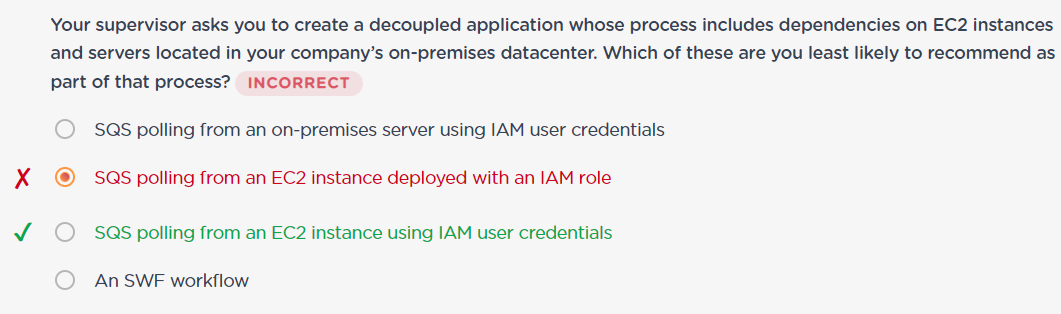 Your supervisor asks you to create a decoupled application whose process includes dependencies on EC2 instances
and servers located in your company’s on-premises datacenter. Which of these are you least likely to recommend as
part of that process? INCORRECT
SQS polling from an on-premises server using IAM user credentials
SQS polling from an EC2 instance deployed with an IAM role
SQS polling from an EC2 instance using IAM user credentials
An SWF workflow